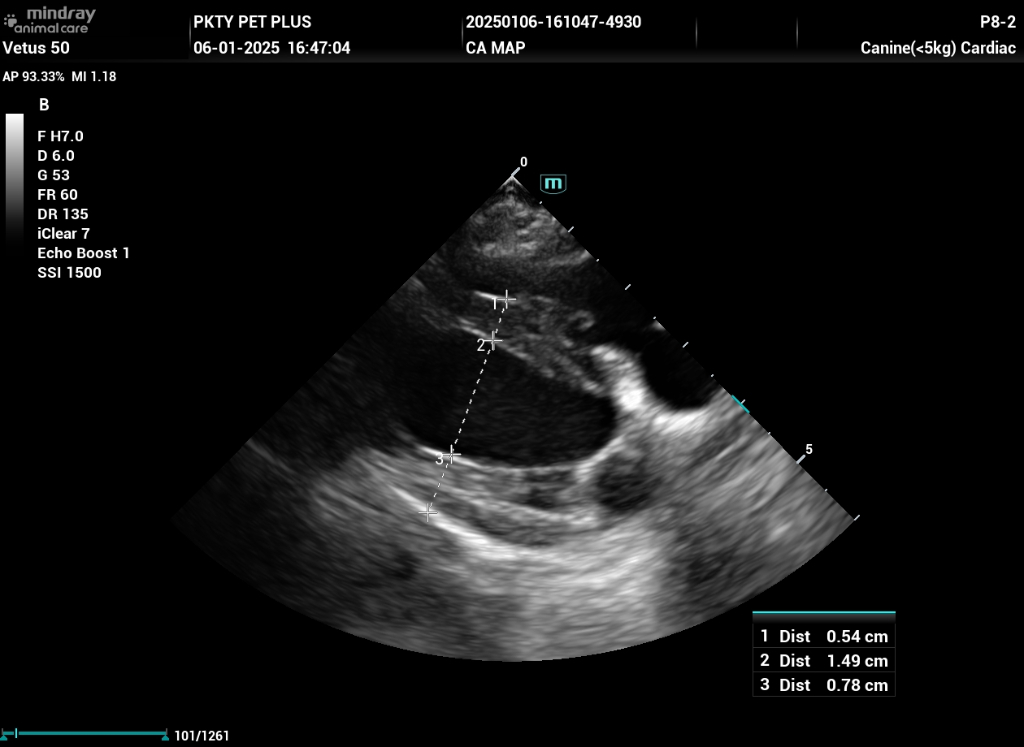 mindray
animalcare
Vetus 50
PKTY PET PLUS
06-01-2025 16:47:04
20250106-161047-4930
CA MAP
P8-2
Canine(<5kg) Cardiac
AP 93.33% MI 1.18
B
F H7.0
D 6.0
G 53
FR 60
DR 135
iClear 7
Echo Boost 1
SSI 1500
0
m
1
2
3
5
1 Dist 0.54 cm
2 Dist 1.49 cm
3 Dist 0.78 cm
101/1261